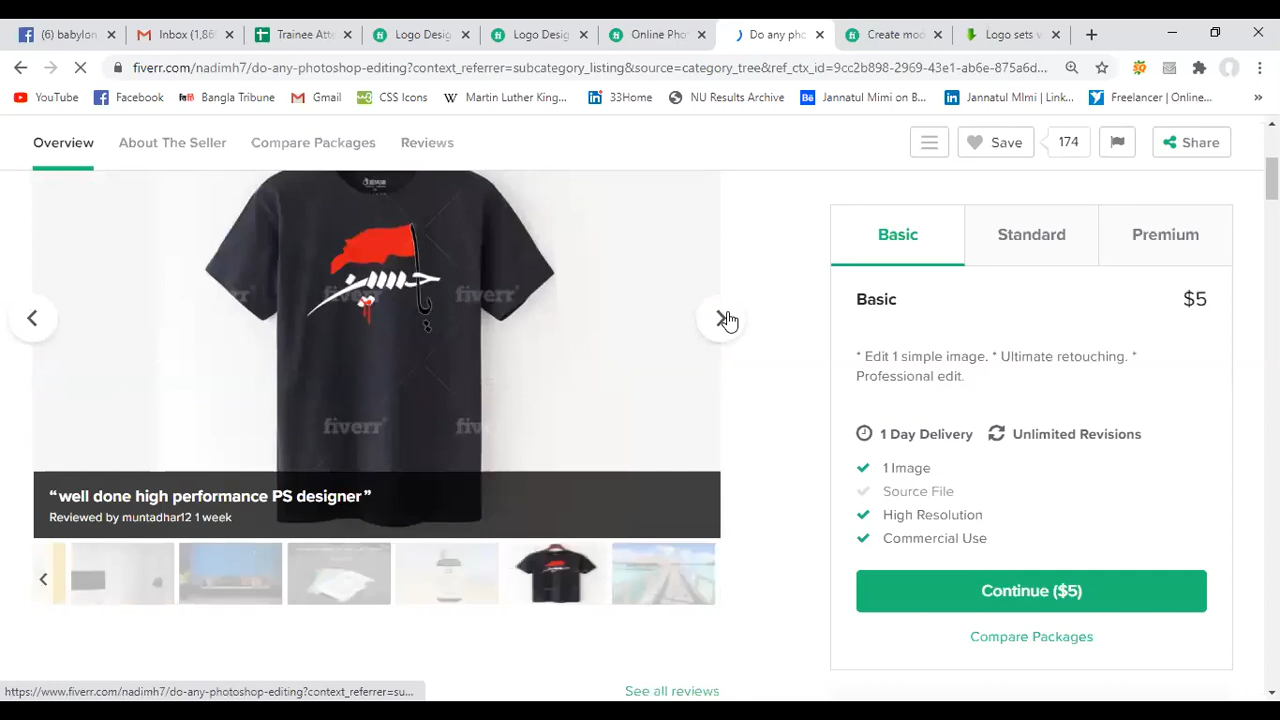 (6) babylon
Inbox (1,86
Trainee Atte
Logo Desig
Logo Desig
Online Phot
Do any pho
Create mod
Logo sets w
fiverr.com/nadimh7/do-any-photoshop-editing?context_referrer=subcategory_listing&source=category_tree&ref_ctx_id=9cc2b898-2969-43e1-ab6e-875a6d...
YouTube
Facebook
Bangla Tribune
Gmail
CSS Icons
Martin Luther King...
33Home
NU Results Archive
Jannatul Mimi on B...
Jannatul MImi | Link...
Freelancer | Online...
Overview
About The Seller
Compare Packages
Reviews
Save
174
Share
fiverr
fiverr
“well done high performance PS designer”
Reviewed by muntadhar12 1 week
See all reviews
Basic
Standard
Premium
Basic
$5
* Edit 1 simple image. * Ultimate retouching. *
Professional edit.
1 Day Delivery
Unlimited Revisions
1 Image
Source File
High Resolution
Commercial Use
Continue ($5)
Compare Packages
https://www.fiverr.com/nadimh7/do-any-photoshop-editing?context_referrer=su...